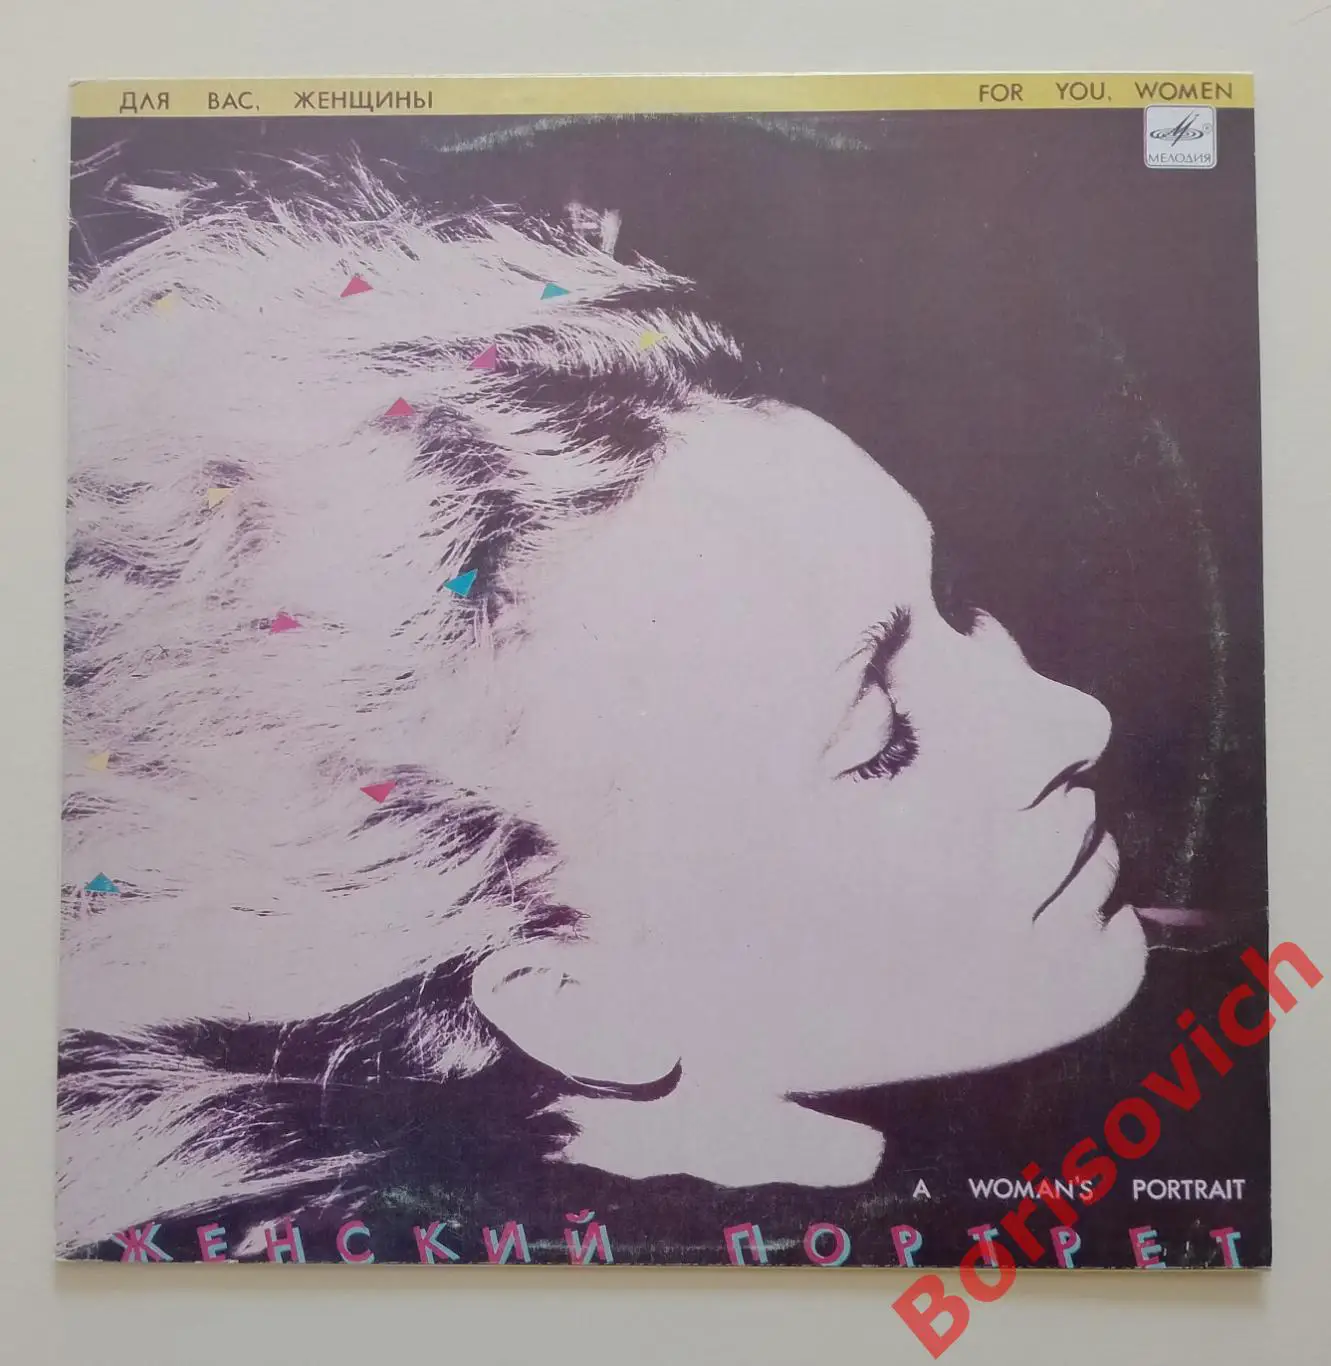 ДЛЯ ВАС, ЖЕНЩИНЫ
FOR YOU, WOMEN
МЕЛОДИЯ
A WOMAN'S PORTRAIT
ЖЕНСКИЙ ПОРТРЕТ
Borisovich